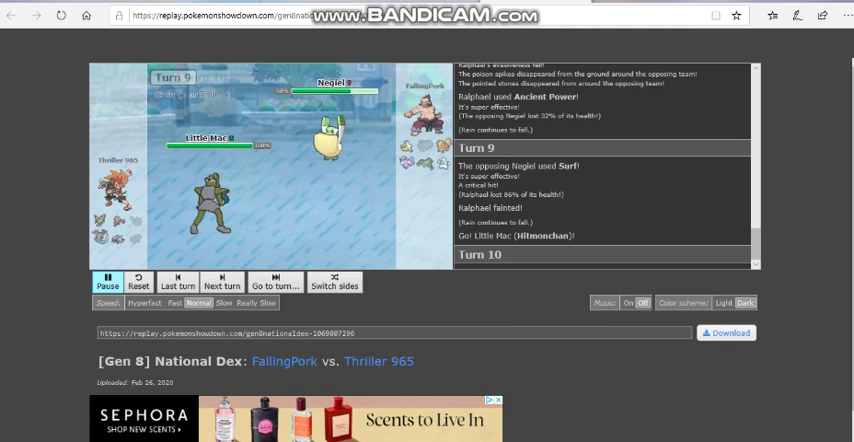 https://replay.pokemonshowdown.com/gen8nati
WWW.BANDICAM.COM
Turn 9
Negiel
68%
FallingPork
Little Mac
100%
Thriller 965
Ralphael's evasiveness fell!
The poison spikes disappeared from the ground around the opposing team!
The pointed stones disappeared from around the opposing team!
Ralphael used Ancient Power!
It's super effective!
(The opposing Negiel lost 32% of its health!)
(Rain continues to fall.)
Turn 9
The opposing Negiel used Surf!
It's super effective!
A critical hit!
(Ralphael lost 86% of its health!)
Ralphael fainted!
(Rain continues to fall.)
Go! Little Mac (Hitmonchan)!
Turn 10
Pause
Reset
Last turn
Next turn
Go to turn...
Switch sides
Speed:
Hyperfast
Fast
Normal
Slow
Really Slow
Music:
On
Off
Color scheme:
Light
Dark
https://replay.pokemonshowdown.com/gen8nationaldex-1069807296
Download
[Gen 8] National Dex: FallingPork vs. Thriller 965
Uploaded: Feb 26, 2020
SEPHORA
SHOP NEW SCENTS
Scents to Live In